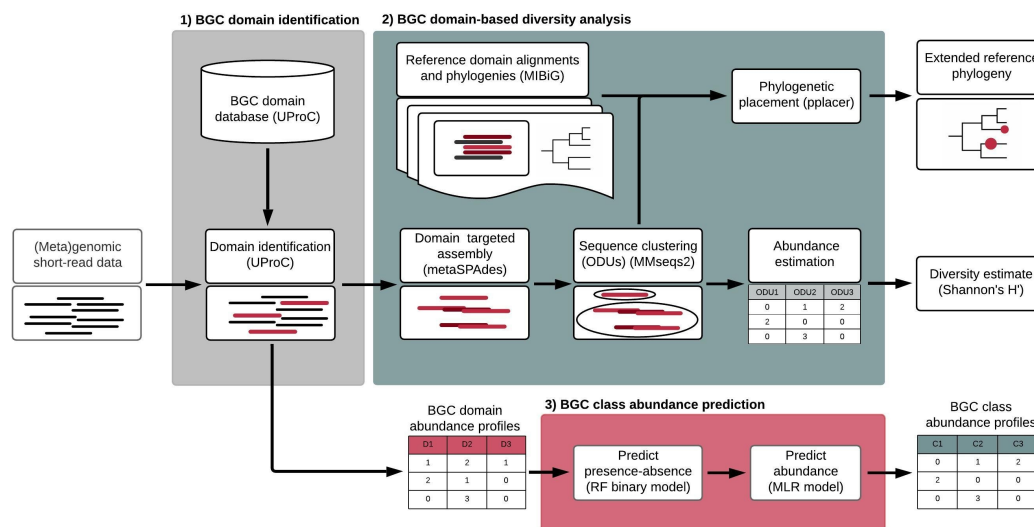 1) BGC domain identification
2) BGC domain-based diversity analysis
BGC domain
database (UProC)
Reference domain alignments
and phylogenies (MIBiG)
Phylogenetic
placement (pplacer)
Extended reference
phylogeny
(Meta)genomic
short-read data
Domain identification
(UProC)
Domain targeted
assembly
(metaSPAdes)
Sequence clustering
(ODUs) (MMseqs2)
Abundance
estimation
ODU1 ODU2 ODU3
0 1 2
2 0 0
0 3 0
Diversity estimate
(Shannon's H')
BGC domain
abundance profiles
D1 D2 D3
1 2 1
2 1 0
0 3 0
3) BGC class abundance prediction
Predict
presence-absence
(RF binary model)
Predict
abundance
(MLR model)
BGC class
abundance profiles
C1 C2 C3
0 1 2
2 0 0
0 3 0